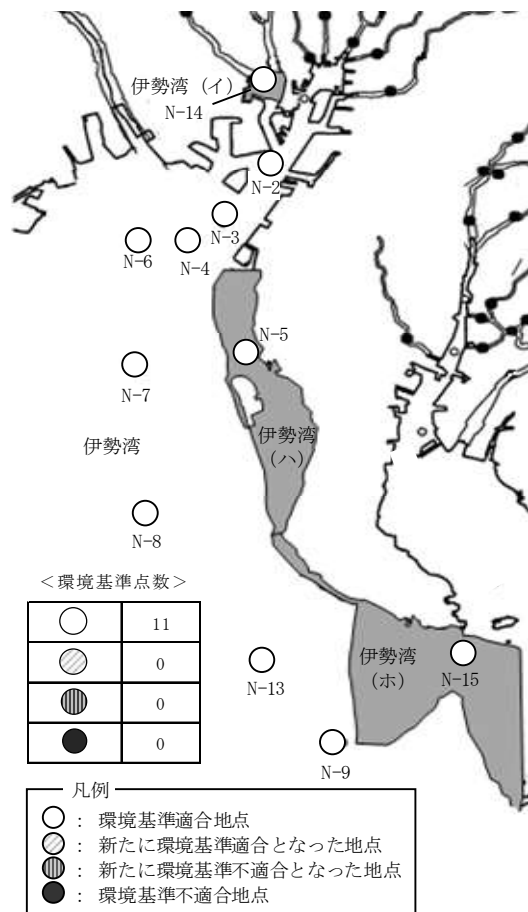 伊勢湾（イ）
N-14
N-2
N-3
N-6
N-4
N-5
N-7
伊勢湾
（ハ）
伊勢湾
N-8
＜環境基準点数＞
11
0
0
0
伊勢湾
（ホ）
N-13
N-15
N-9
凡例
： 環境基準適合地点
： 新たに環境基準適合となった地点
： 新たに環境基準不適合となった地点
： 環境基準不適合地点